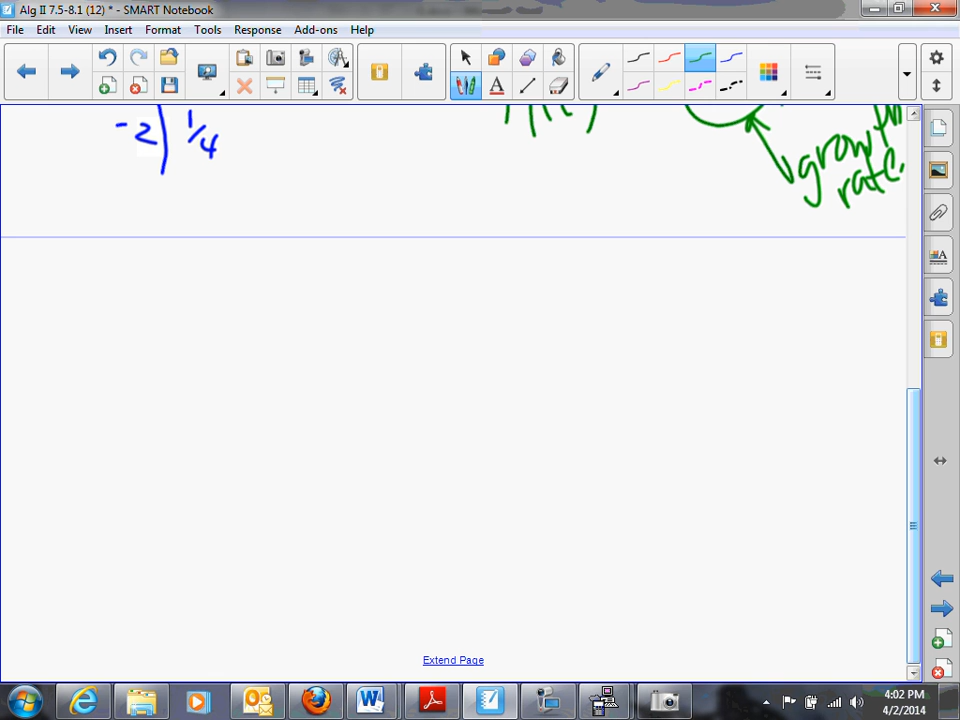 Alg II 7.5-8.1 (12) * - SMART Notebook
File Edit View Insert Format Tools Response Add-ons Help
-2 | 1/4
growth
rate
Extend Page
4:02 PM
4/2/2014